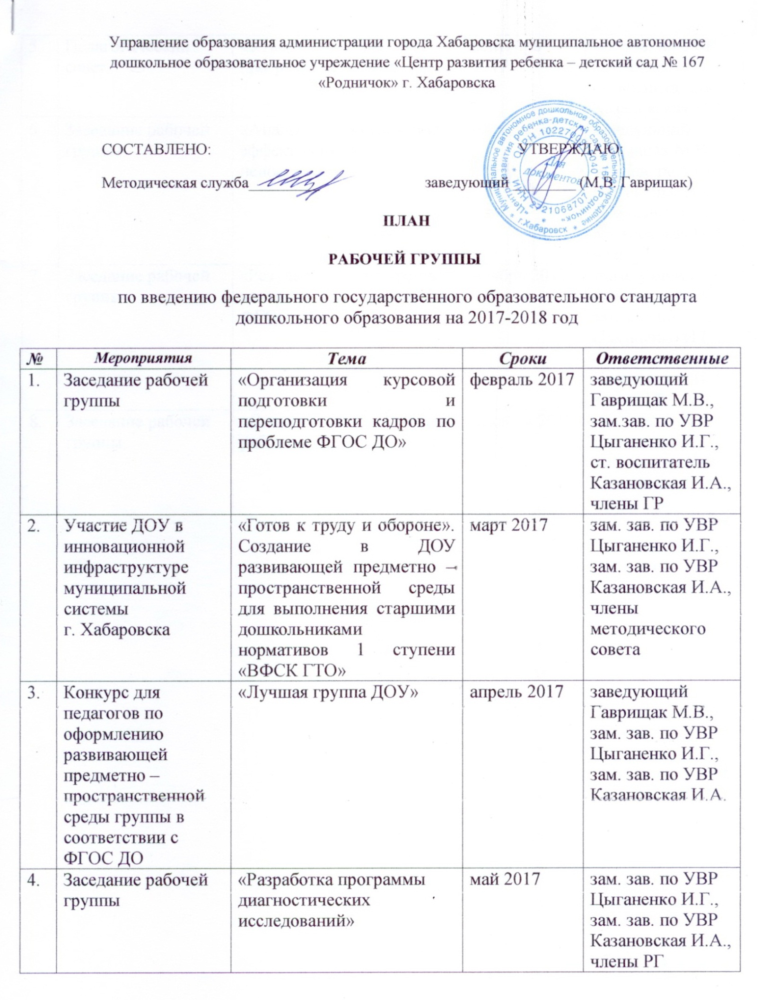 Управление образования администрации города Хабаровска муниципальное автономное
дошкольное образовательное учреждение «Центр развития ребенка – детский сад № 167
«Родничок» г. Хабаровска
СОСТАВЛЕНО: УТВЕРЖДАЮ:
Методическая служба_________ заведующий ________ (М.В. Гаврищак)
Муниципальное автономное дошкольное образовательное учреждение * г.Хабаровск *
"Центр развития ребенка-детский сад № 167 "Родничок"
ИНН 2721068707
Для
документов
ПЛАН
РАБОЧЕЙ ГРУППЫ
по введению федерального государственного образовательного стандарта
дошкольного образования на 2017-2018 год
№ Мероприятия Тема Сроки Ответственные
1. Заседание рабочей «Организация курсовой февраль 2017 заведующий
группы подготовки и Гаврищак М.В.,
переподготовки кадров по зам.зав. по УВР
проблеме ФГОС ДО» Цыганенко И.Г.,
ст. воспитатель
Казановская И.А.,
члены ГР
2. Участие ДОУ в «Готов к труду и обороне». март 2017 зам. зав. по УВР
инновационной Создание в ДОУ Цыганенко И.Г.,
инфраструктуре развивающей предметно – зам. зав. по УВР
муниципальной пространственной среды Казановская И.А.,
системы для выполнения старшими члены
г. Хабаровска дошкольниками методического
нормативов 1 ступени совета
«ВФСК ГТО»
3. Конкурс для «Лучшая группа ДОУ» апрель 2017 заведующий
педагогов по Гаврищак М.В.,
оформлению зам. зав. по УВР
развивающей Цыганенко И.Г.,
предметно – зам. зав. по УВР
пространственной Казановская И.А.
среды группы в
соответствии с
ФГОС ДО
4. Заседание рабочей «Разработка программы май 2017 зам. зав. по УВР
группы диагностических Цыганенко И.Г.,
исследований» зам. зав. по УВР
Казановская И.А.,
члены РГ